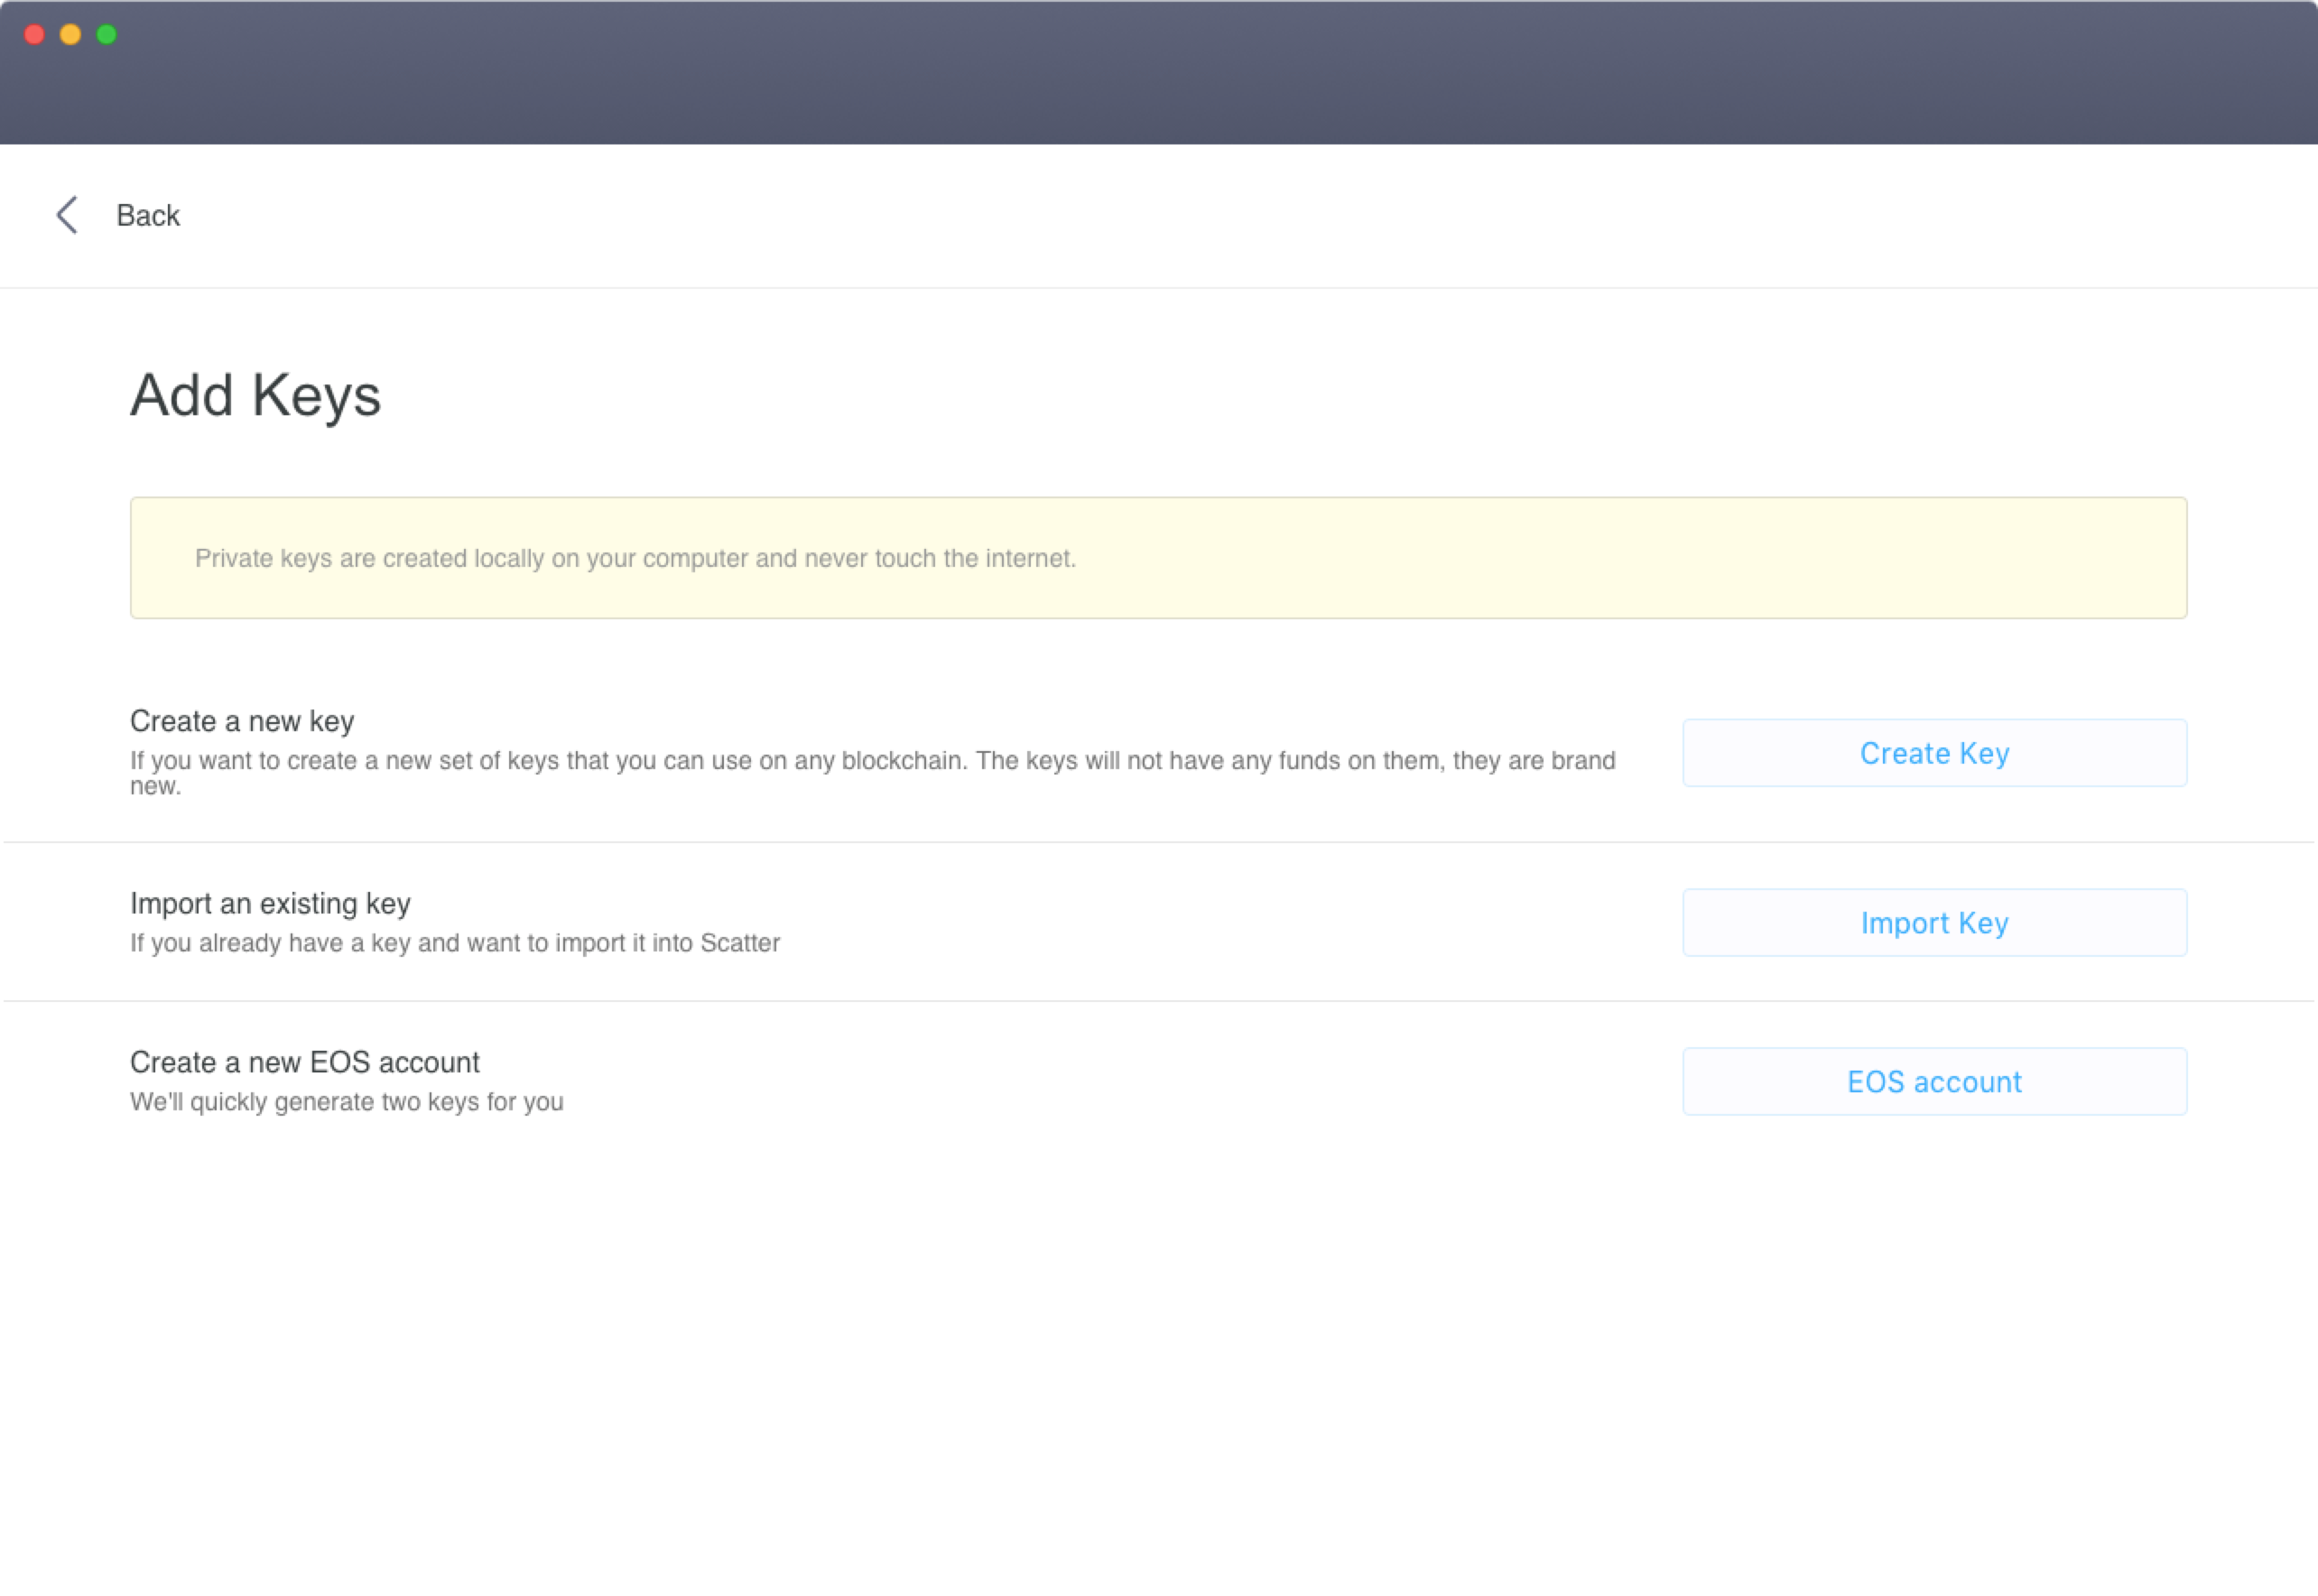 Back
Add Keys
Private keys are created locally on your computer and never touch the internet.
Create a new key
If you want to create a new set of keys that you can use on any blockchain. The keys will not have any funds on them, they are brand
new.
Create Key
Import an existing key
If you already have a key and want to import it into Scatter
Import Key
Create a new EOS account
We'll quickly generate two keys for you
EOS account